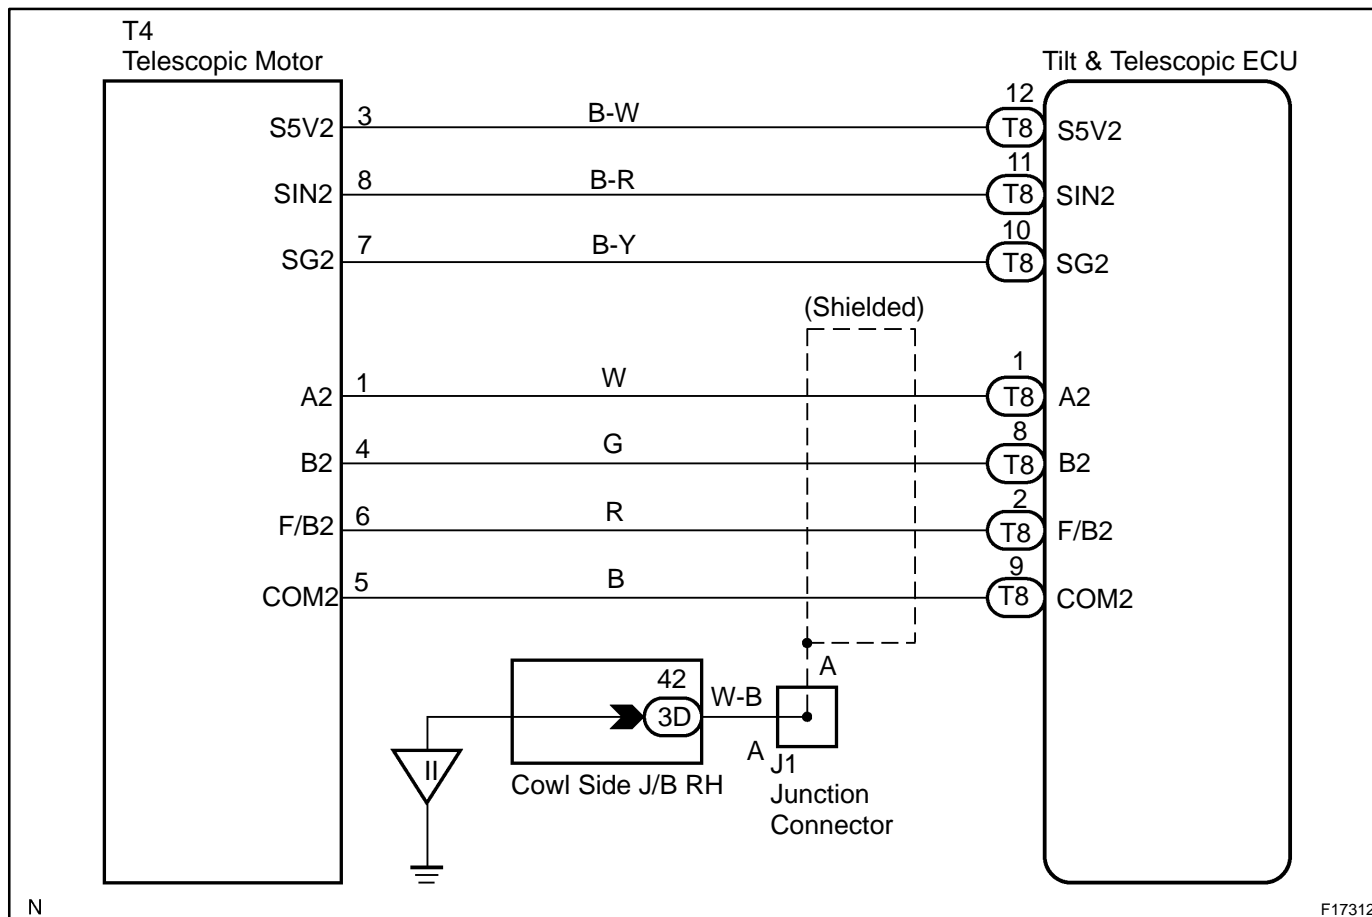 T4
Telescopic Motor
Tilt & Telescopic ECU
S5V2 3 B-W 12 T8 S5V2
SIN2 8 B-R 11 T8 SIN2
SG2 7 B-Y 10 T8 SG2
(Shielded)
A2 1 W 1 T8 A2
B2 4 G 8 T8 B2
F/B2 6 R 2 T8 F/B2
COM2 5 B 9 T8 COM2
A
42
3D W-B
A
II
Cowl Side J/B RH
J1
Junction
Connector
N
F17312